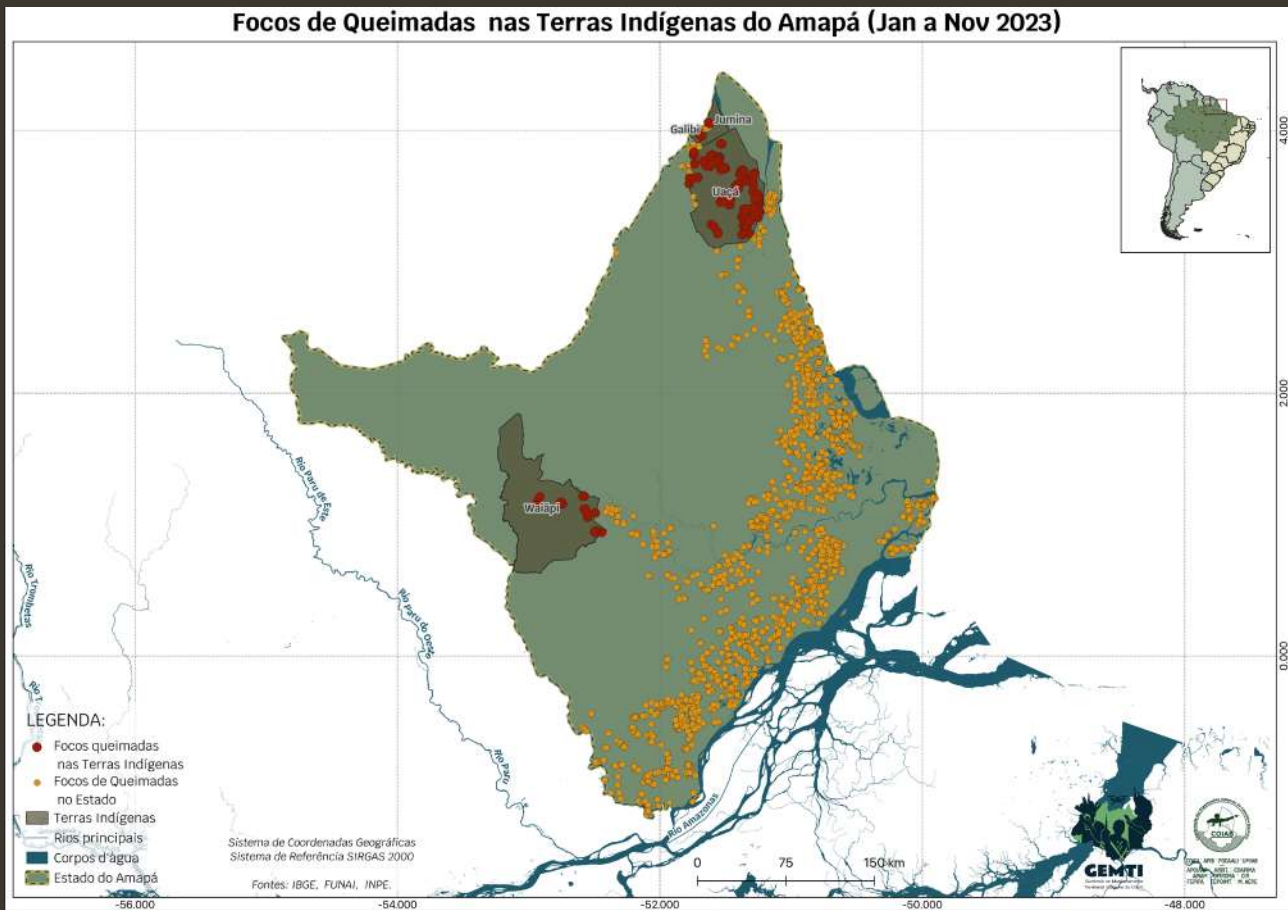 Focos de Queimadas nas Terras Indígenas do Amapá (Jan a Nov 2023)
Jumina
Galibi
4.000
Uaçá
2.000
Rio Paru de Este
Waiãpi
Rio Trombetas
Rio Paru do Oeste
0.000
Rio Paru
Rio Amazonas
LEGENDA:
Focos queimadas
nas Terras Indígenas
Focos de Queimadas
no Estado
Terras Indígenas
Rios principais
Corpos d'água
Estado do Amapá
Sistema de Coordenadas Geográficas
Sistema de Referência SIRGAS 2000
Fontes: IBGE, FUNAI, INPE.
0 75 150 km
GEMTI
COIAB
-56.000 -54.000 -52.000 -50.000 -48.000